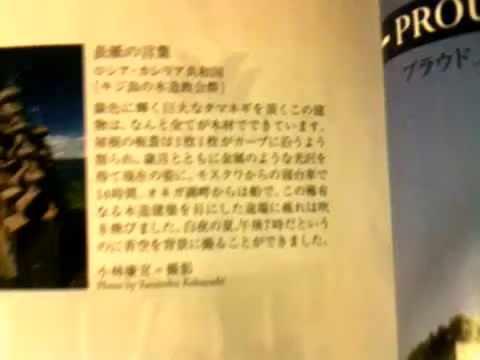 表紙の言葉
ロシア・カレリア共和国
[キジ島の木造教会群]
銀色に輝く巨大なタマネギを頂くこの建
物は、なんと全てが木材でできています。
屋根の板葺は1枚1枚がカーブに沿うよう
削られ、歳月とともに金属のような光沢を
得て現在の姿に。モスクワからの寝台車で
16時間、オネガ湖畔からは船で。この稀有
なる木造建築を目にした途端に疲れは吹
き飛びました。白夜の夏、午後7時だという
のに青空を背景に撮ることができました。
小林 = 撮影
Photo by Kobayashi
PROU
プラウド